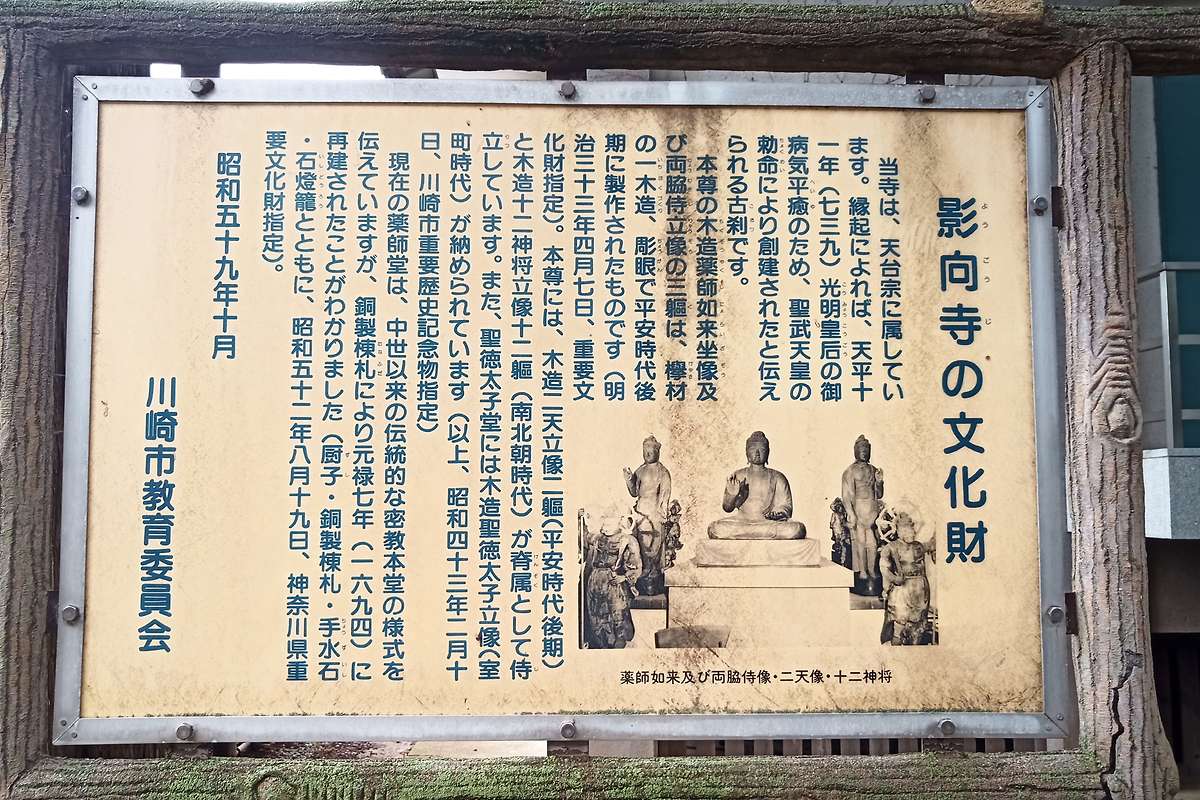 影向寺の文化財
当寺は、天台宗に属してい
ます。縁起によれば、天平十
一年（七三九）光明皇后の御
病気平癒のため、聖武天皇の
勅命により創建されたと伝え
られる古刹です。
本尊の木造薬師如来坐像及
び両脇侍立像の三軀は、欅材
の一木造、彫眼で平安時代後
期に製作されたものです（明
治三十三年四月七日、重要文
化財指定）。本尊には、木造二天立像二軀（平安時代後期）
と木造十二神将立像十二軀（南北朝時代）が脊属として侍
立しています。また、聖徳太子堂には木造聖徳太子立像（室
町時代）が納められています（以上、昭和四十三年二月十
日、川崎市重要歴史記念物指定）
現在の薬師堂は、中世以来の伝統的な密教本堂の様式を
伝えていますが、銅製棟札により元禄七年（一六九四）に
再建されたことがわかりました（厨子・銅製棟札・手水石
・石燈籠とともに、昭和五十二年八月十九日、神奈川県重
要文化財指定）。
昭和五十九年十月
川崎市教育委員会
薬師如来及び両脇侍像・二天像・十二神将